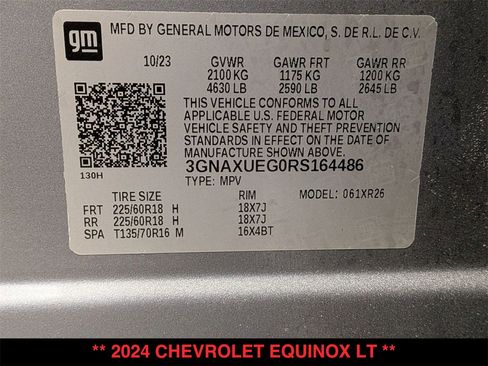 gm
MFD BY GENERAL MOTORS DE MEXICO, S. DE R.L. DE C.V.
10/23 GVWR GAWR FRT GAWR RR
2100 KG 1175 KG 1200 KG
4630 LB 2590 LB 2645 LB
THIS VEHICLE CONFORMS TO ALL
APPLICABLE U.S. FEDERAL MOTOR
VEHICLE SAFETY AND THEFT PREVENTION
STANDARDS IN EFFECT ON THE DATE OF
MANUFACTURE SHOWN ABOVE.
130H 3GNAXUEG0RS164486
TYPE: MPV
TIRE SIZE RIM MODEL: 061XR26
FRT 225/60R18 H 18X7J
RR 225/60R18 H 18X7J
SPA T135/70R16 M 16X4BT
** 2024 CHEVROLET EQUINOX LT **